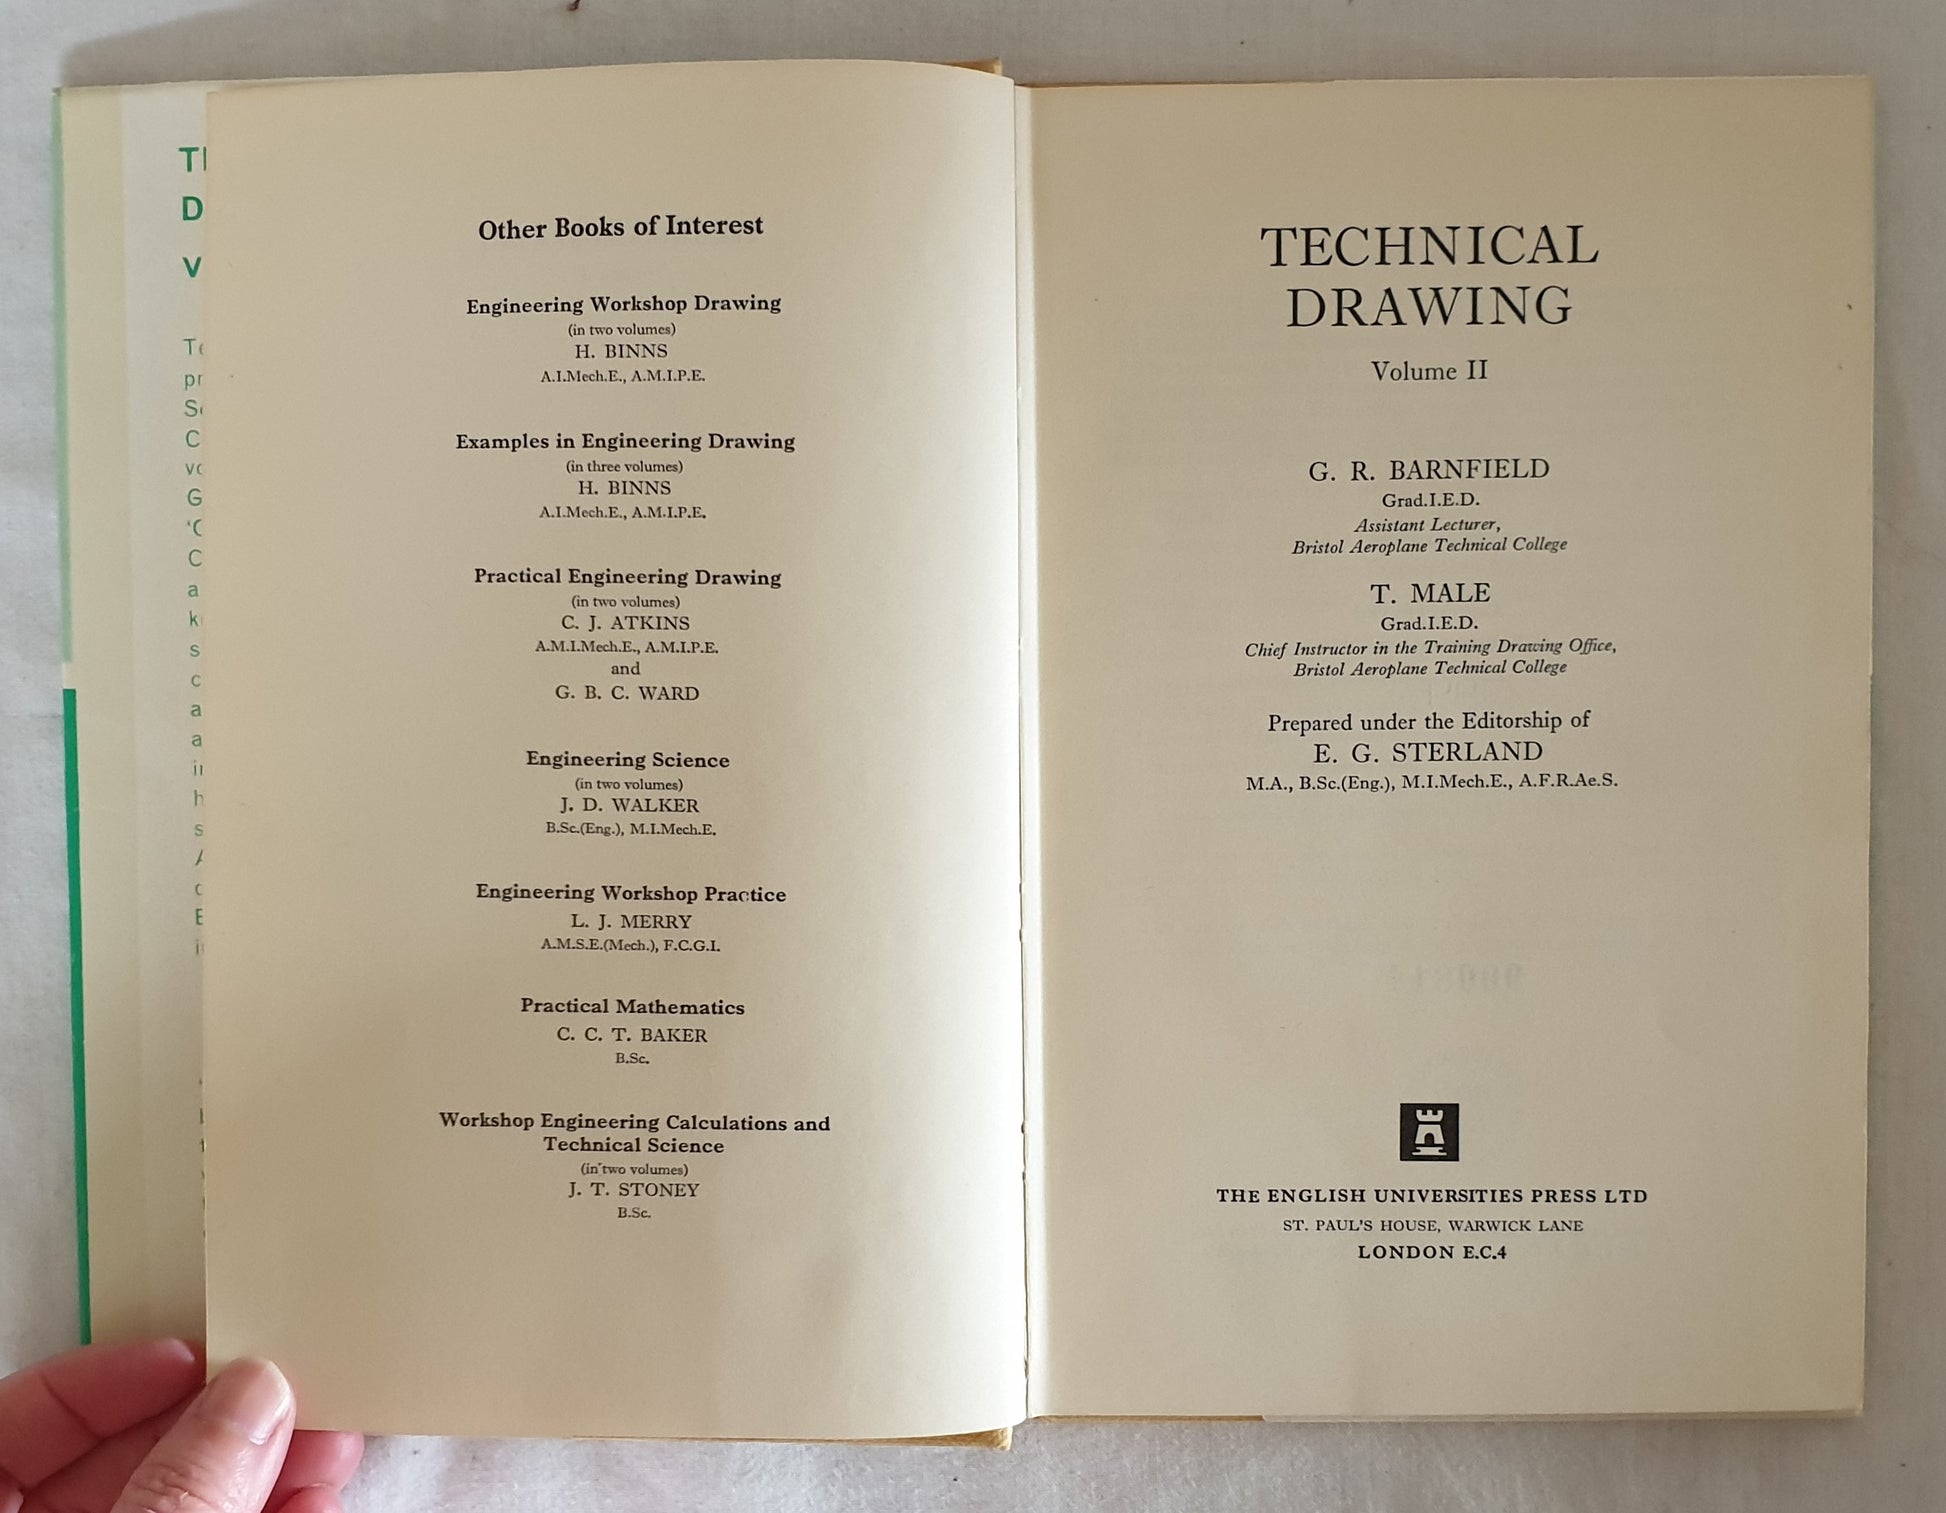 Other Books of Interest
Engineering Workshop Drawing
(in two volumes)
H. BINNS
A.I.Mech.E., A.M.I.P.E.
Examples in Engineering Drawing
(in three volumes)
H. BINNS
A.I.Mech.E., A.M.I.P.E.
Practical Engineering Drawing
(in two volumes)
C. J. ATKINS
A.M.I.Mech.E., A.M.I.P.E.
and
G. B. C. WARD
Engineering Science
(in two volumes)
J. D. WALKER
B.Sc.(Eng.), M.I.Mech.E.
Engineering Workshop Practice
L. J. MERRY
A.M.S.E.(Mech.), F.C.G.I.
Practical Mathematics
C. C. T. BAKER
B.Sc.
Workshop Engineering Calculations and
Technical Science
(in two volumes)
J. T. STONEY
B.Sc.
TECHNICAL
DRAWING
Volume II
G. R. BARNFIELD
Grad.I.E.D.
Assistant Lecturer,
Bristol Aeroplane Technical College
T. MALE
Grad.I.E.D.
Chief Instructor in the Training Drawing Office,
Bristol Aeroplane Technical College
Prepared under the Editorship of
E. G. STERLAND
M.A., B.Sc.(Eng.), M.I.Mech.E., A.F.R.Ae.S.
THE ENGLISH UNIVERSITIES PRESS LTD
ST. PAUL'S HOUSE, WARWICK LANE
LONDON E.C.4